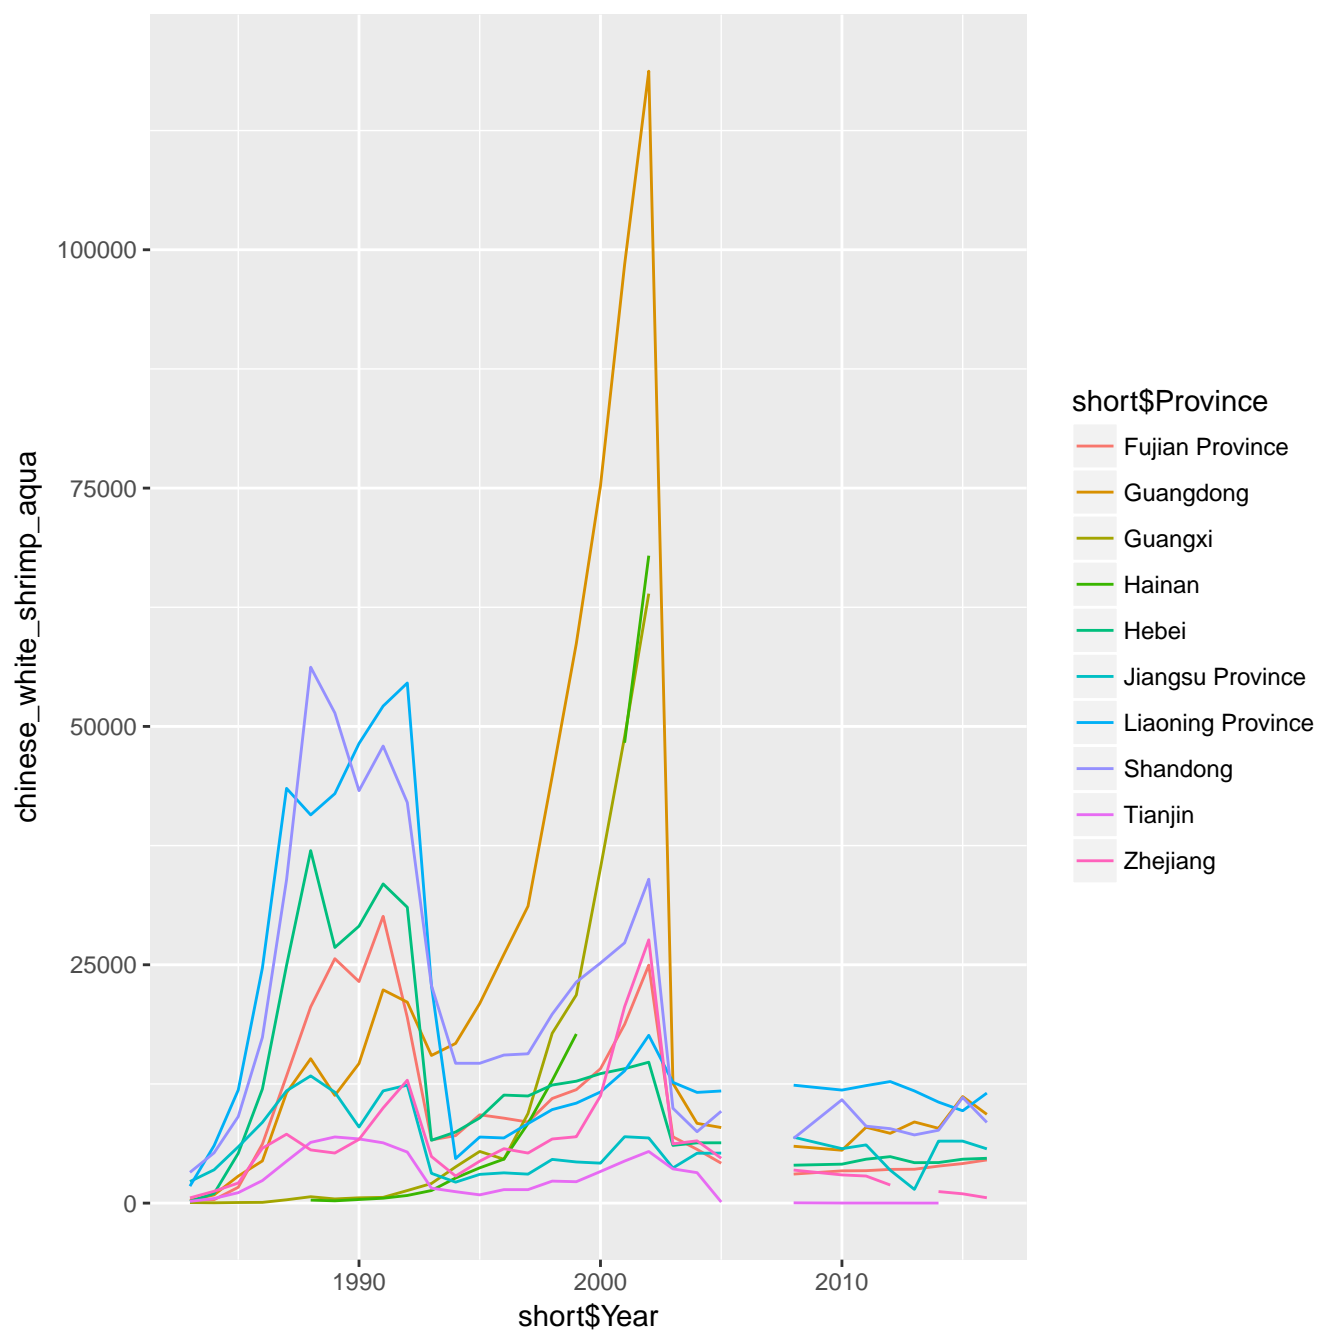 100000
75000
50000
25000
0
chinese_white_shrimp_aqua
1990
2000
2010
short$Year
short$Province
Fujian Province
Guangdong
Guangxi
Hainan
Hebei
Jiangsu Province
Liaoning Province
Shandong
Tianjin
Zhejiang